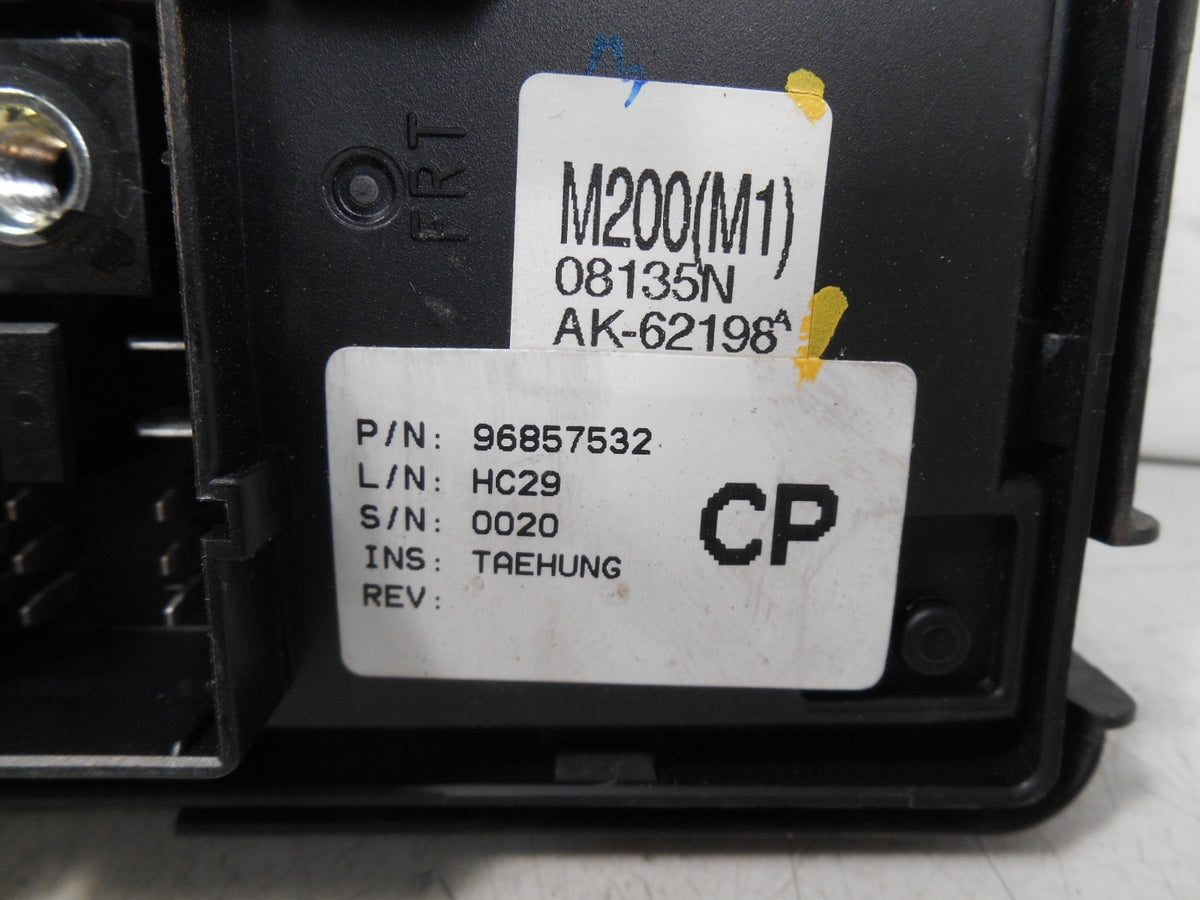 FRT
M200(M1)
08135N
AK-62198A
P/N: 96857532
L/N: HC29
S/N: 0020
INS: TAEHUNG
REV:
CP